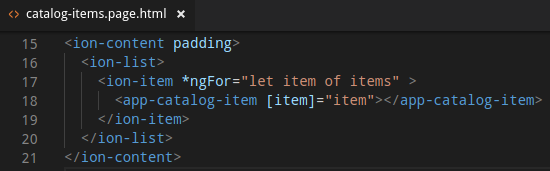 catalog-items.page.html
15 <ion-content padding>
16 <ion-list>
17 <ion-item *ngFor="let item of items" >
18 <app-catalog-item [item]="item"></app-catalog-item>
19 </ion-item>
20 </ion-list>
21 </ion-content>